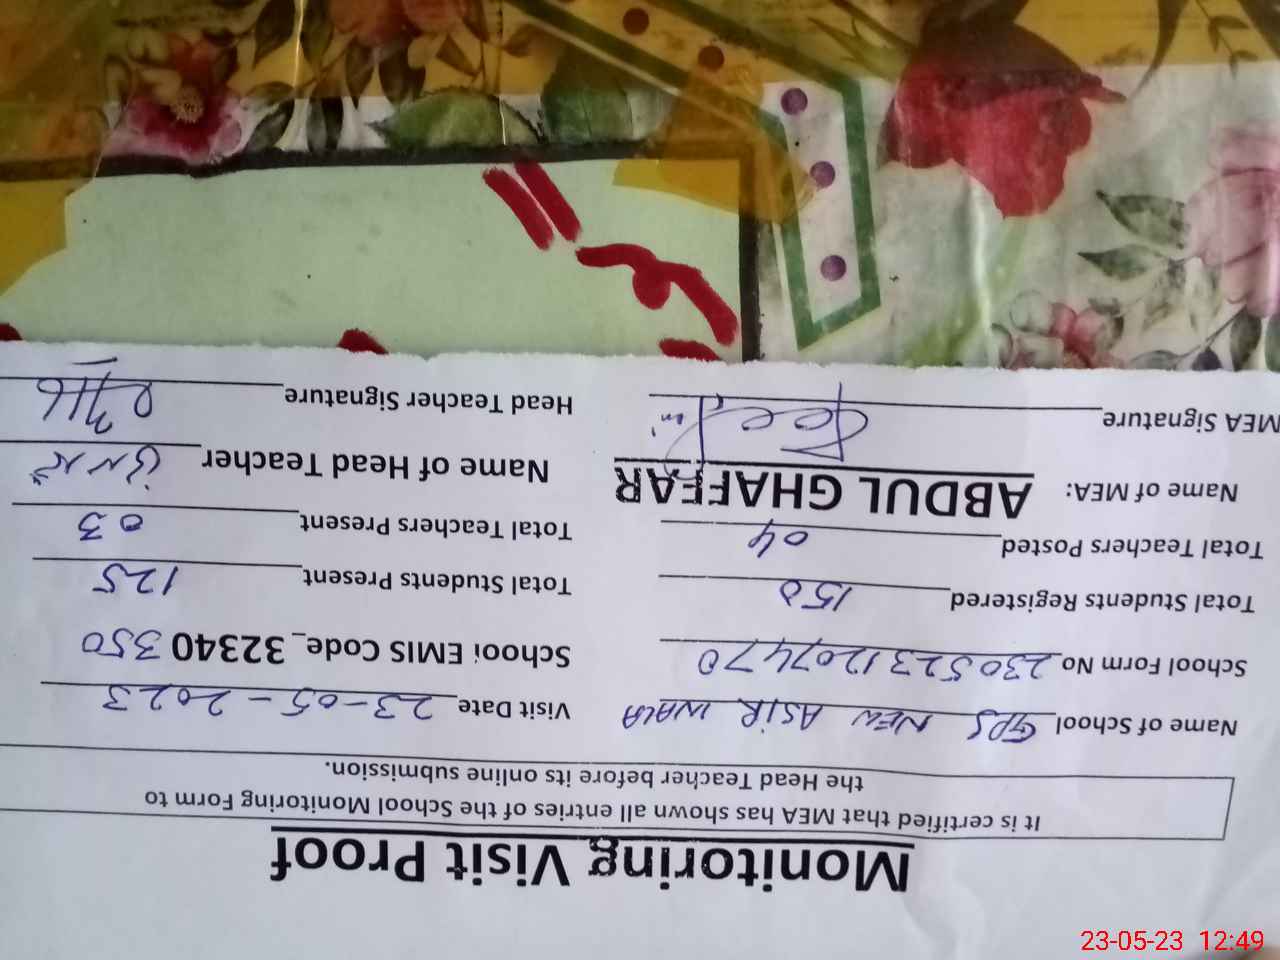 Monitoring Visit Proof
It is certified that MEA has shown all entries of the School Monitoring Form to
the Head Teacher before its online submission.
Name of School GPS NEW ASIR WALA Visit Date 23-05-2023
School Form No 23052312074470 School EMIS Code_ 32340350
Total Students Registered 150 Total Students Present 125
Total Teachers Posted 04 Total Teachers Present 03
Name of MEA: ABDUL GHAFFAR Name of Head Teacher
MEA Signature Head Teacher Signature
23-05-23 12:49